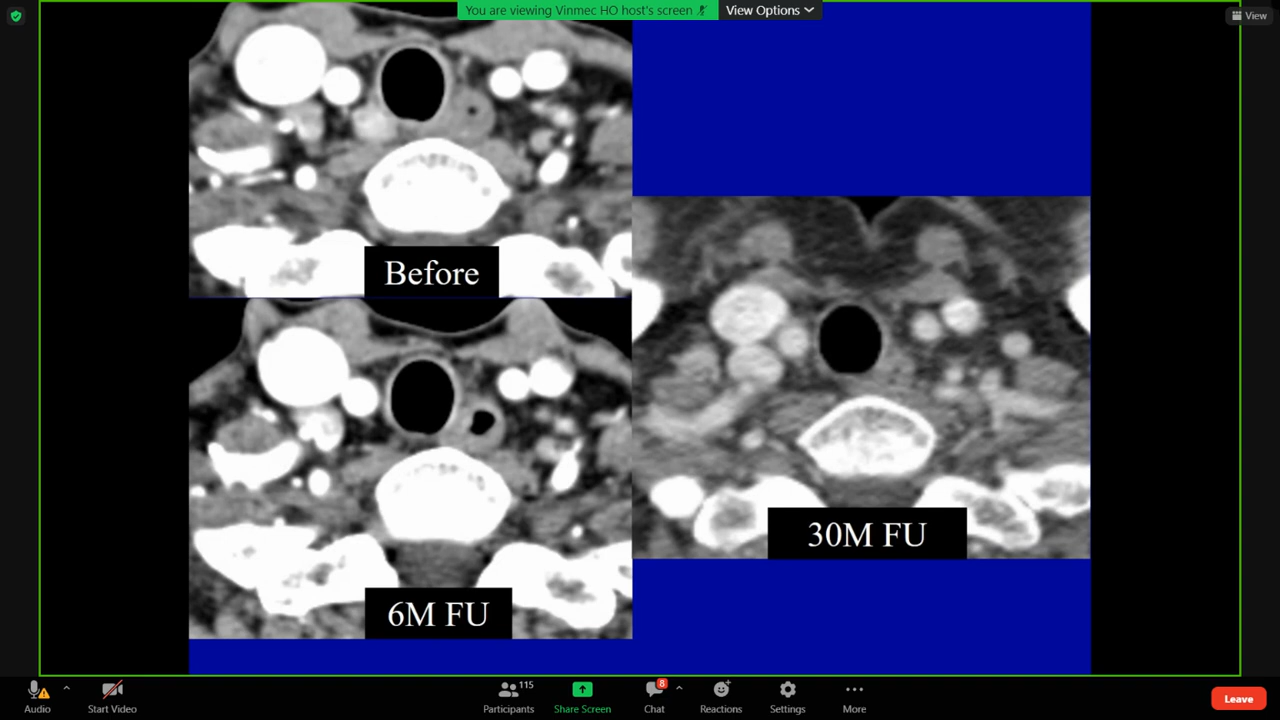 You are viewing Vinmec HO host's screen
View Options
View
Before
6M FU
30M FU
Audio
Start Video
115
Participants
Share Screen
8
Chat
Reactions
Settings
More
Leave